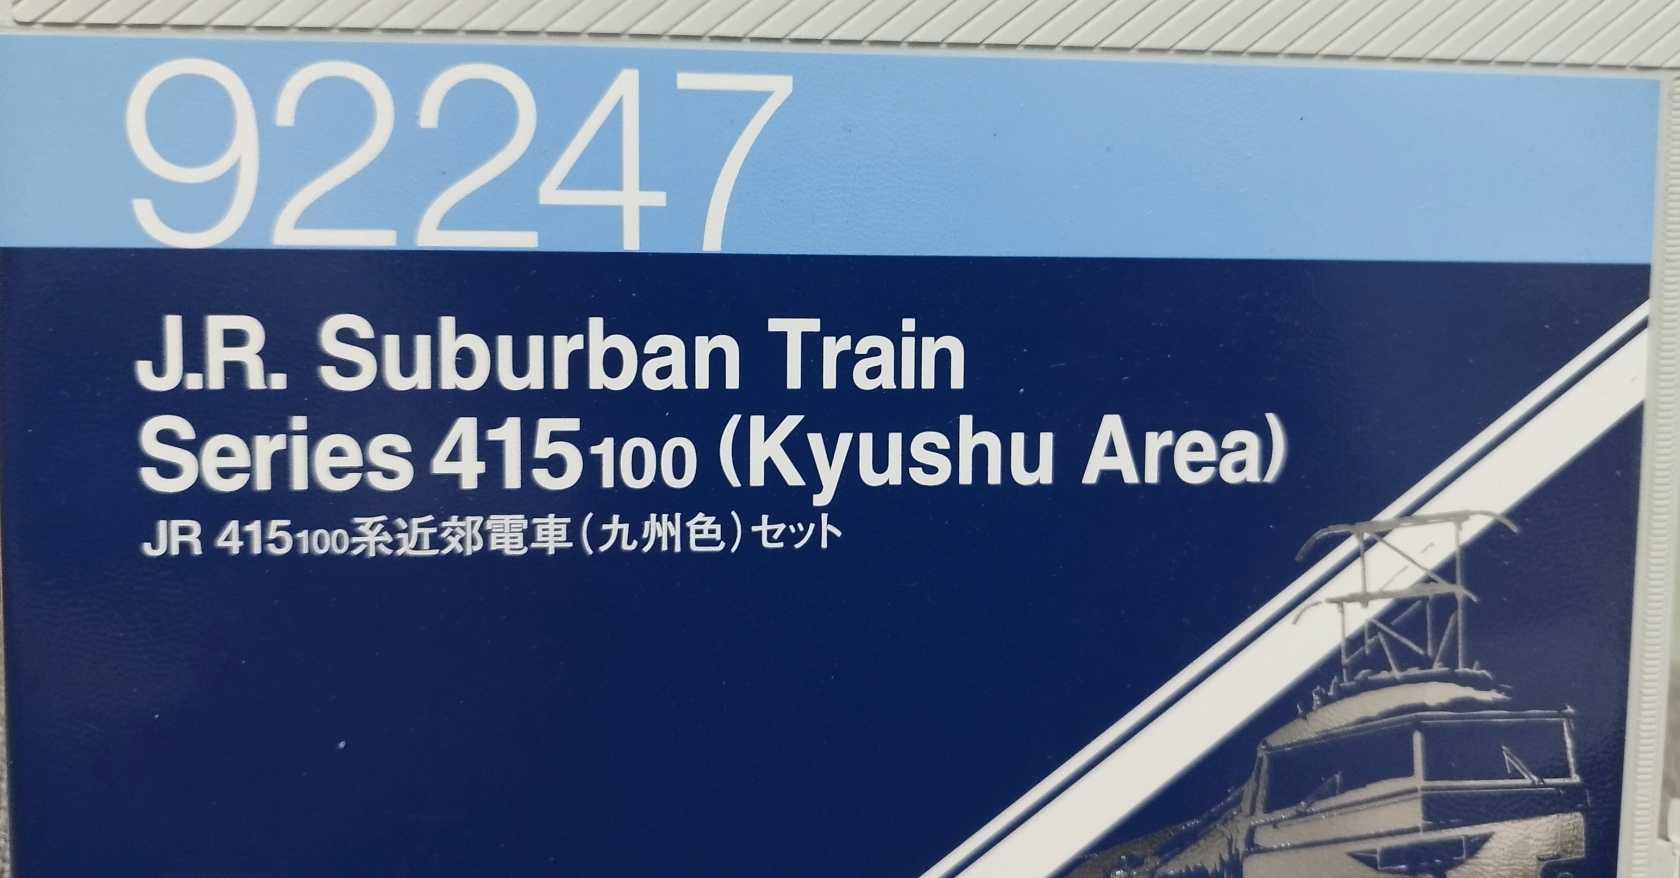 92247
J.R. Suburban Train
Series 415100 (Kyushu Area)
JR 415100系近郊電車(九州色)セット